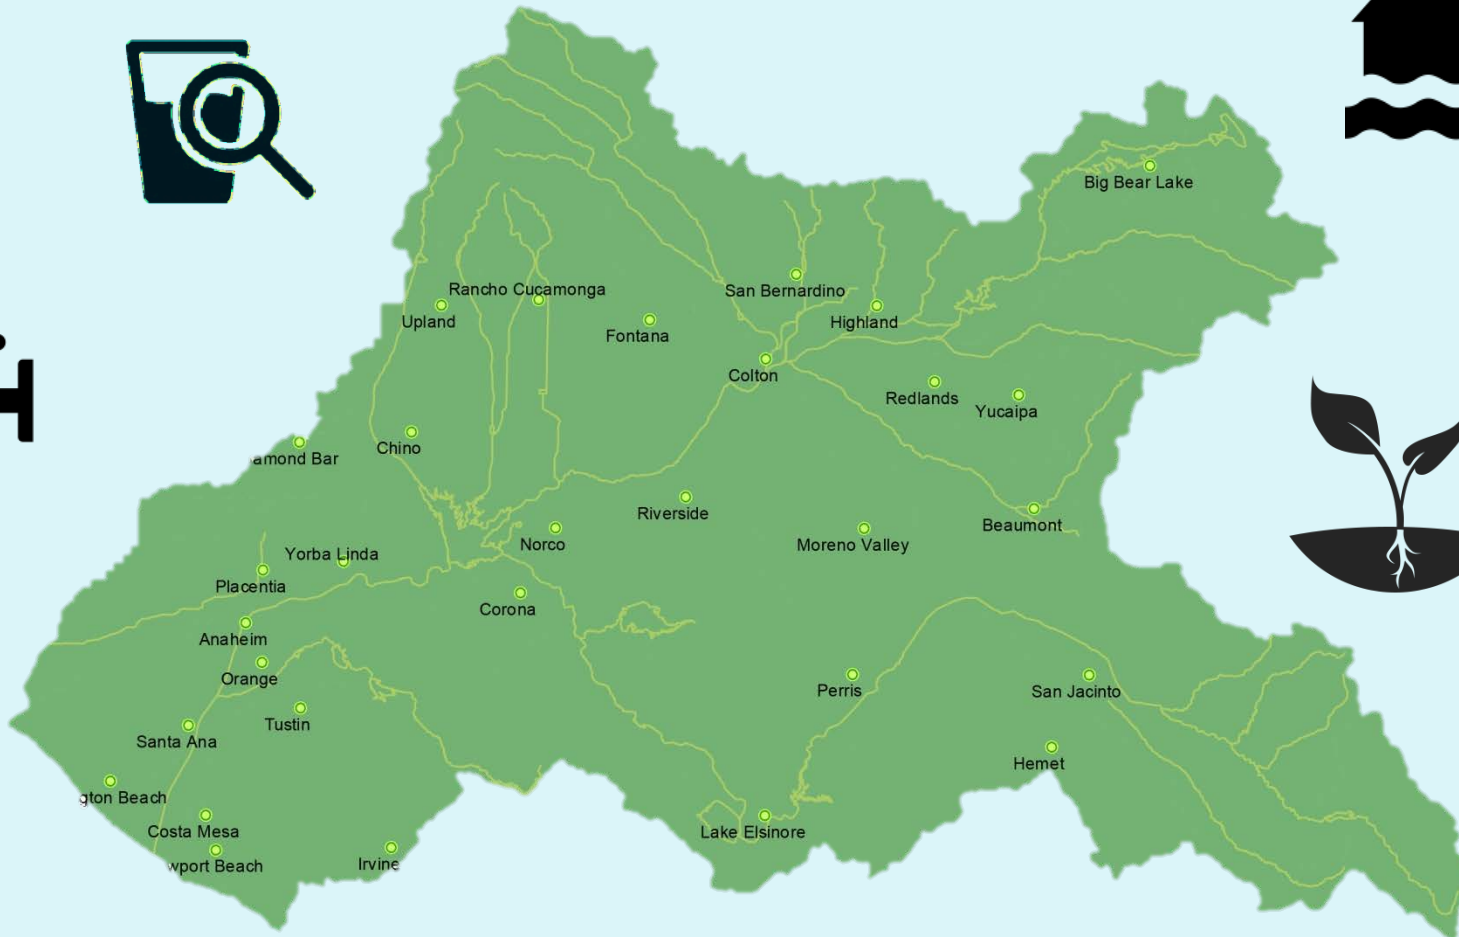 Big Bear Lake
Rancho Cucamonga
San Bernardino
Upland
Highland
Fontana
Colton
Redlands
Yucaipa
Chino
amond Bar
Riverside
Beaumont
Norco
Moreno Valley
Yorba Linda
Placentia
Corona
Anaheim
Orange
Perris
San Jacinto
Tustin
Santa Ana
Hemet
gton Beach
Costa Mesa
Lake Elsinore
wport Beach
Irvine